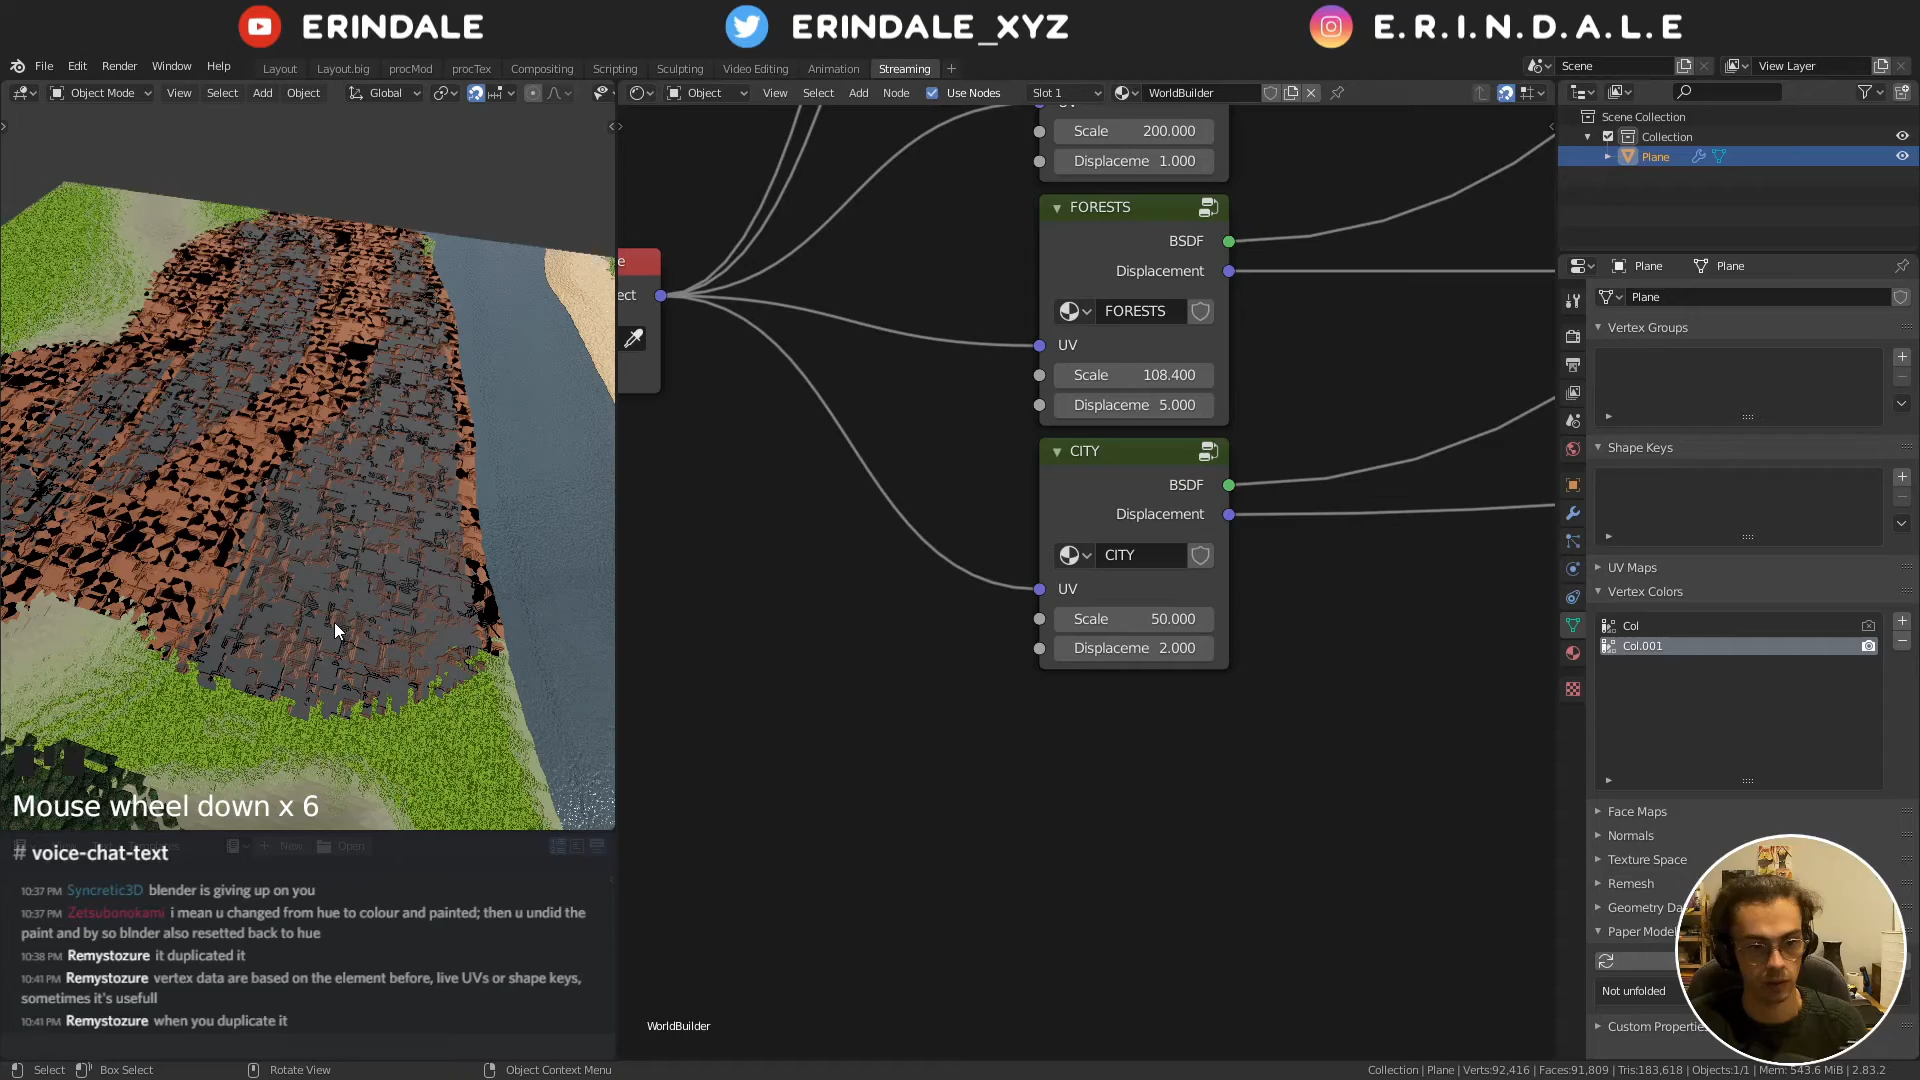 ERINDALE
ERINDALE_XYZ
E.R.I.N.D.A.L.E
File Edit Render Window Help
Layout Layout.big procMod procTex Compositing Scripting Sculpting Video Editing Animation Streaming +
Scene
View Layer
Object Mode View Select Add Object Global
Object View Select Add Node Use Nodes Slot 1 WorldBuilder
Scene Collection
Collection
Plane
Scale 200.000
Displaceme 1.000
FORESTS
BSDF
Displacement
FORESTS
UV
Scale 108.400
Displaceme 5.000
e
ect
CITY
BSDF
Displacement
CITY
UV
Scale 50.000
Displaceme 2.000
WorldBuilder
Plane Plane
Plane
Vertex Groups
Shape Keys
UV Maps
Vertex Colors
Col
Col.001
Face Maps
Normals
Texture Space
Remesh
Geometry Da
Paper Model
Not unfolded
Custom Propertie
Mouse wheel down x 6
New Open
# voice-chat-text
10:37 PM Syncretic3D blender is giving up on you
10:37 PM Zetsubonokami i mean u changed from hue to colour and painted; then u undid the
paint and by so blnder also resetted back to hue
10:38 PM Remystozure it duplicated it
10:41 PM Remystozure vertex data are based on the element before, live UVs or shape keys,
sometimes it's usefull
10:41 PM Remystozure when you duplicate it
Select Box Select Rotate View Object Context Menu
Collection | Plane | Verts:92,416 | Faces:91,809 | Tris:183,618 | Objects:1/1 | Mem: 543.6 MiB | 2.83.2